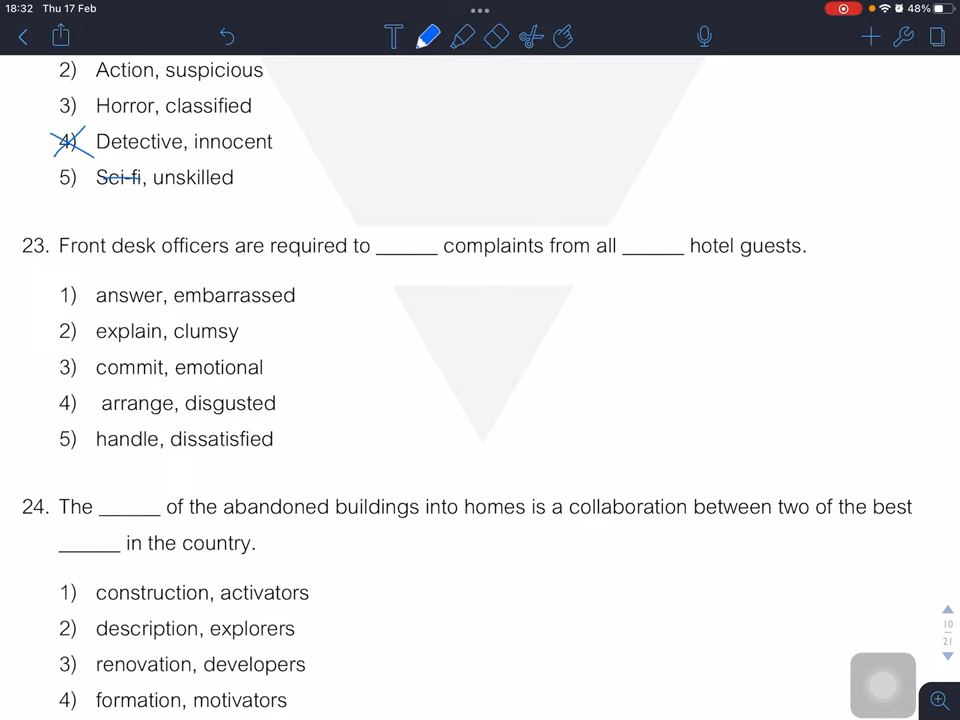 18:32 Thu 17 Feb
48%
T
2) Action, suspicious
3) Horror, classified
4) Detective, innocent
5) Sci-fi, unskilled
23. Front desk officers are required to ______ complaints from all ______ hotel guests.
1) answer, embarrassed
2) explain, clumsy
3) commit, emotional
4) arrange, disgusted
5) handle, dissatisfied
24. The ______ of the abandoned buildings into homes is a collaboration between two of the best
______ in the country.
1) construction, activators
2) description, explorers
3) renovation, developers
4) formation, motivators
10
21